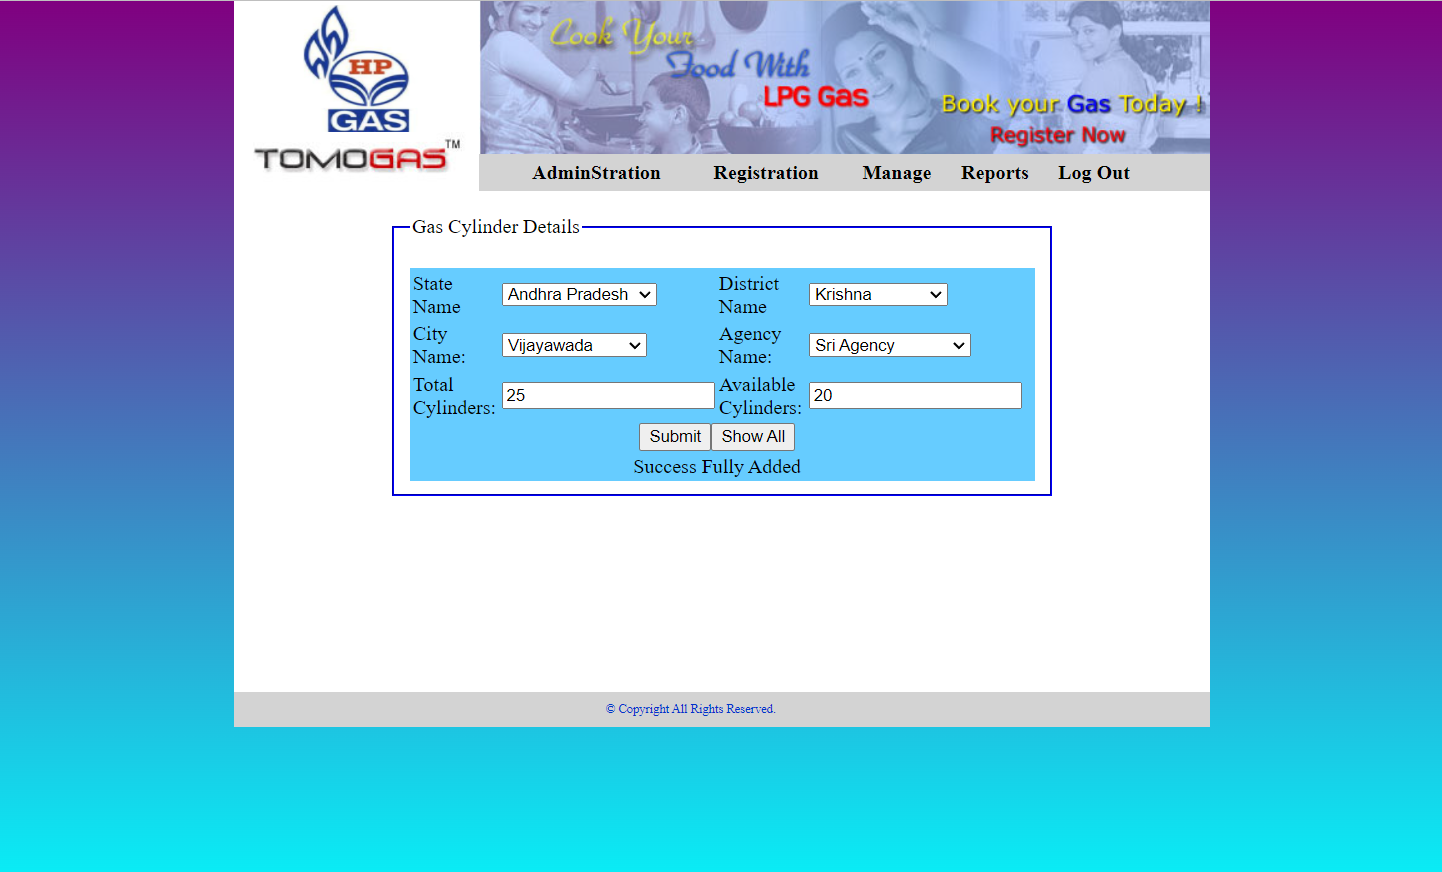 HP
GAS
TOMOGAS™
Cook Your
Food With
LPG Gas
Book your Gas Today !
Register Now
AdminStration Registration Manage Reports Log Out
Gas Cylinder Details
State Name Andhra Pradesh District Name Krishna
City Name: Vijayawada Agency Name: Sri Agency
Total Cylinders: 25 Available Cylinders: 20
Submit Show All
Success Fully Added
© Copyright All Rights Reserved.